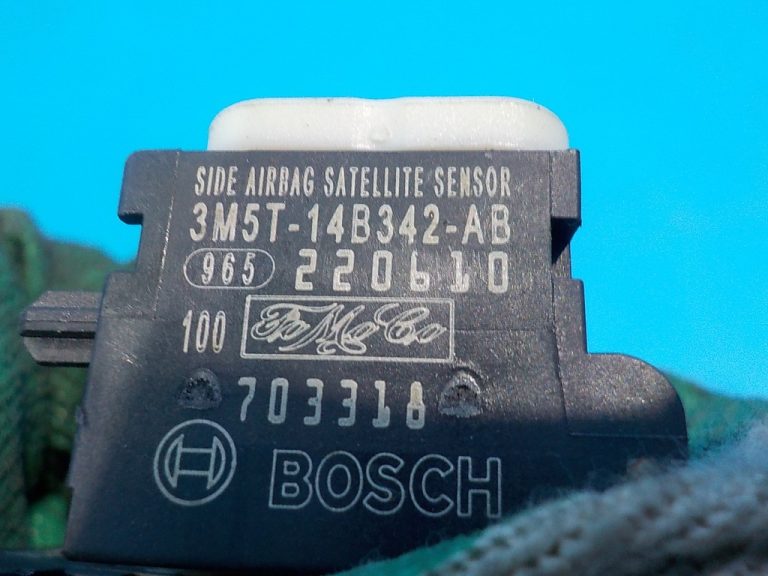 SIDE AIRBAG SATELLITE SENSOR
3M5T-14B342-AB
965 220610
100 FoMoCo
703318
BOSCH